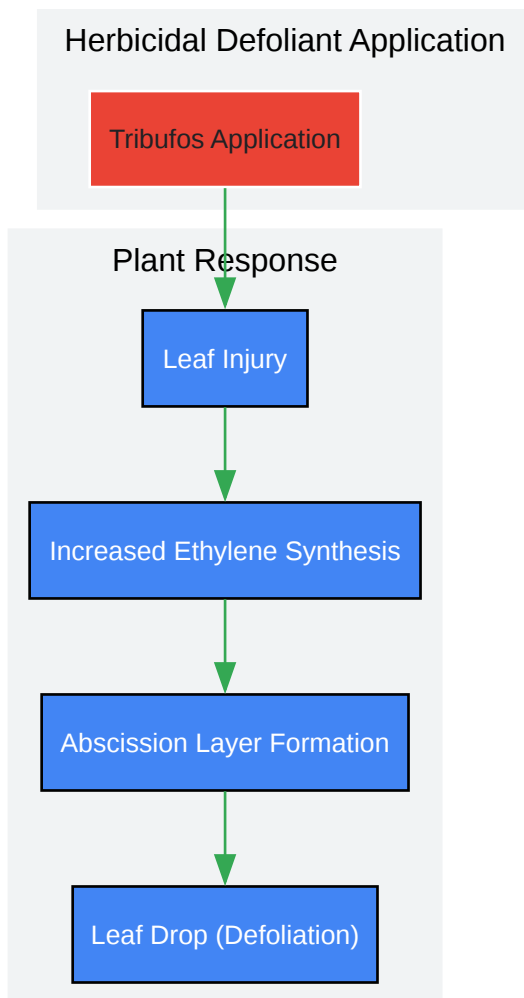 Herbicidal Defoliant Application
Tribufos Application
Plant Response
Leaf Injury
Increased Ethylene Synthesis
Abscission Layer Formation
Leaf Drop (Defoliation)